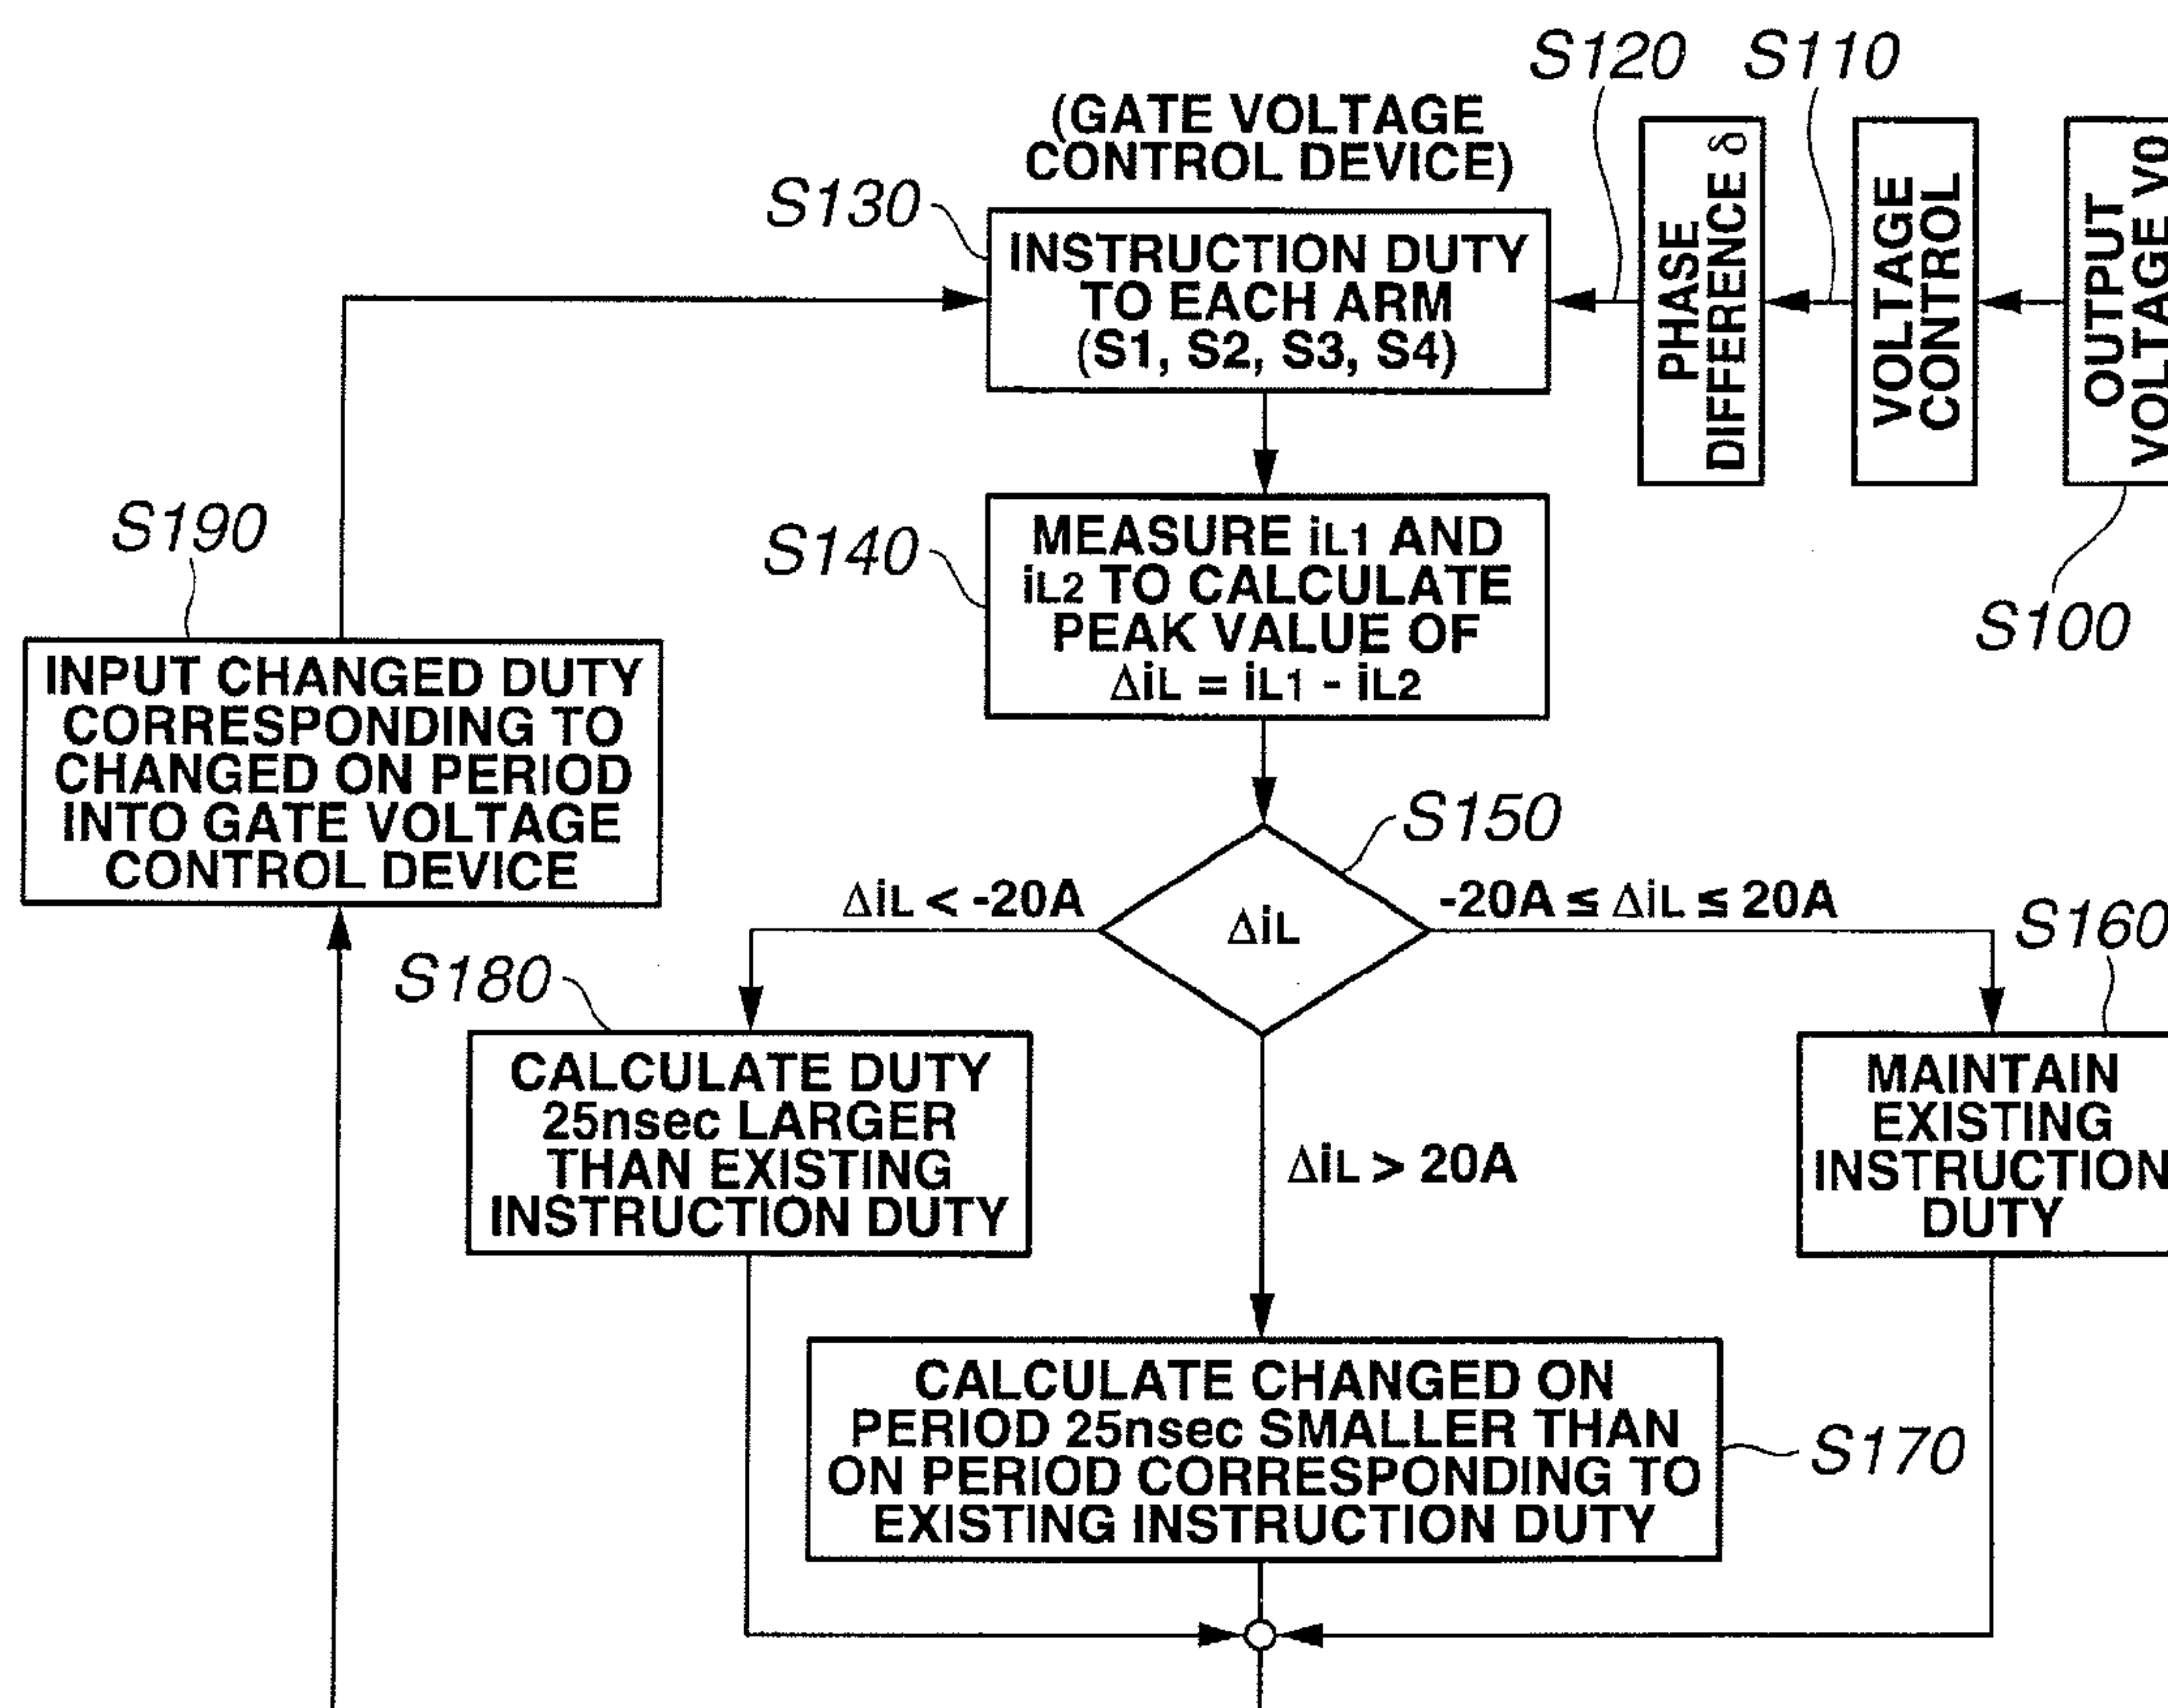 S120
S110
(GATE VOLTAGE
CONTROL DEVICE)
S130
INSTRUCTION DUTY
TO EACH ARM
(S1, S2, S3, S4)
PHASE
DIFFERENCE δ
VOLTAGE
CONTROL
OUTPUT
VOLTAGE V0
S100
S140
MEASURE iL1 AND
iL2 TO CALCULATE
PEAK VALUE OF
ΔiL = iL1 - iL2
S190
INPUT CHANGED DUTY
CORRESPONDING TO
CHANGED ON PERIOD
INTO GATE VOLTAGE
CONTROL DEVICE
S150
ΔiL
ΔiL < -20A
-20A ≤ ΔiL ≤ 20A
ΔiL > 20A
S160
MAINTAIN
EXISTING
INSTRUCTION
DUTY
S180
CALCULATE DUTY
25nsec LARGER
THAN EXISTING
INSTRUCTION DUTY
CALCULATE CHANGED ON
PERIOD 25nsec SMALLER THAN
ON PERIOD CORRESPONDING TO
EXISTING INSTRUCTION DUTY
S170